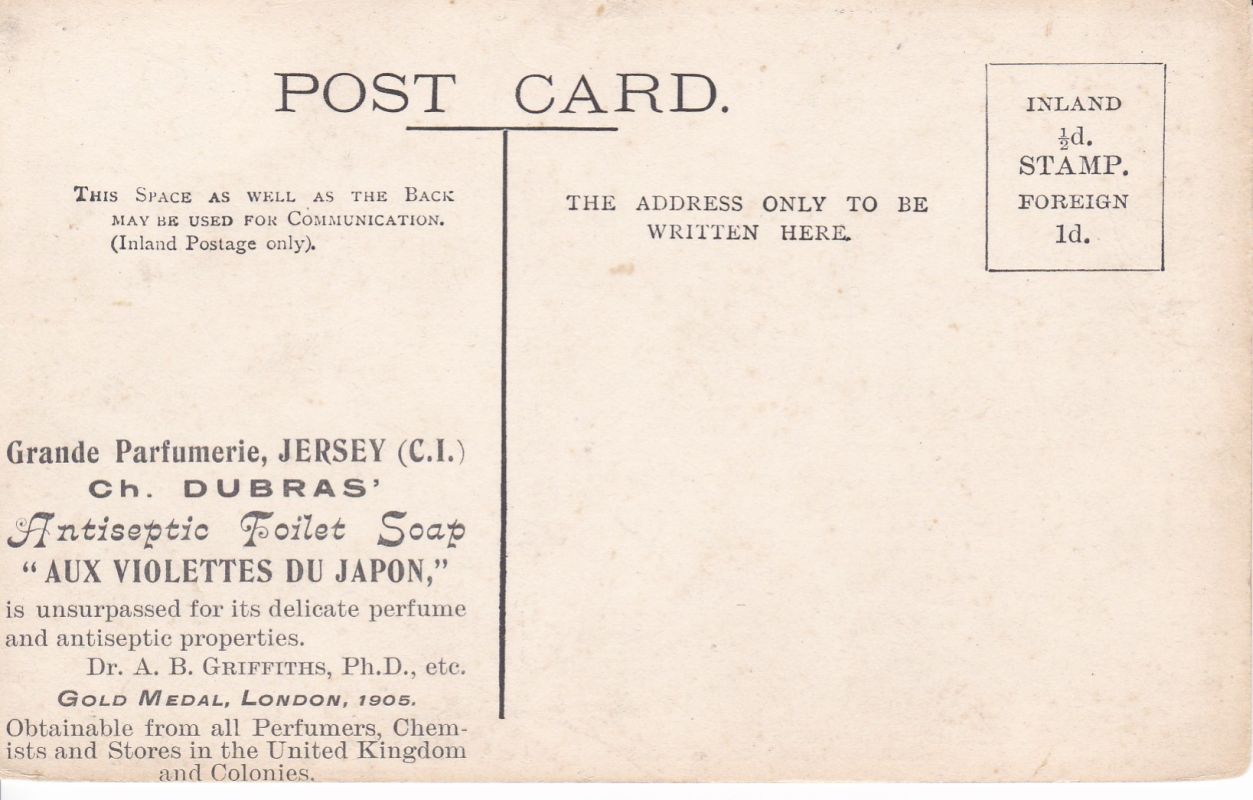 POST CARD.
THIS SPACE AS WELL AS THE BACK
MAY BE USED FOR COMMUNICATION.
(Inland Postage only).
THE ADDRESS ONLY TO BE
WRITTEN HERE.
INLAND
½d.
STAMP.
FOREIGN
1d.
Grande Parfumerie, JERSEY (C.I.)
Ch. DUBRAS'
Antiseptic Toilet Soap
"AUX VIOLETTES DU JAPON,"
is unsurpassed for its delicate perfume
and antiseptic properties.
Dr. A. B. GRIFFITHS, Ph.D., etc.
GOLD MEDAL, LONDON, 1905.
Obtainable from all Perfumers, Chem-
ists and Stores in the United Kingdom
and Colonies.